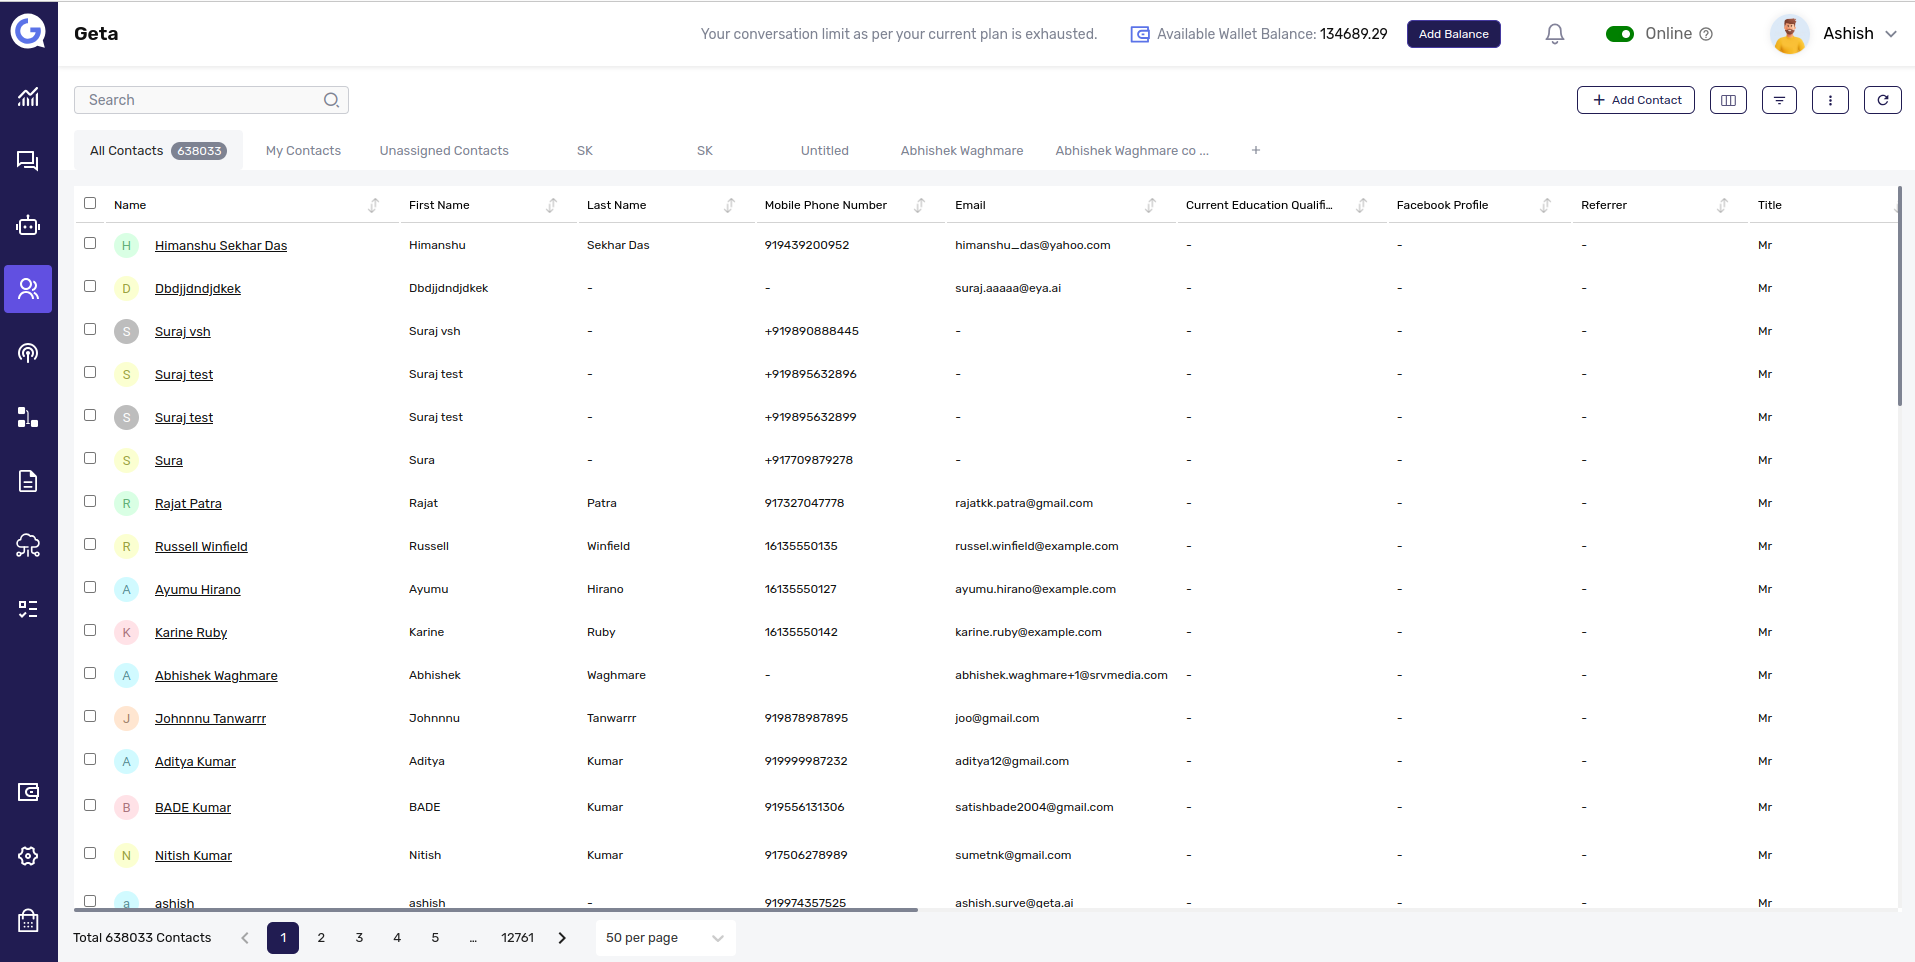 Geta
Your conversation limit as per your current plan is exhausted.
Available Wallet Balance: 134689.29
Add Balance
Online
Ashish
Search
Add Contact
All Contacts 638033 My Contacts Unassigned Contacts SK SK Untitled Abhishek Waghmare Abhishek Waghmare co ... +
Name First Name Last Name Mobile Phone Number Email Current Education Qualifi... Facebook Profile Referrer Title
H Himanshu Sekhar Das Himanshu Sekhar Das 919439200952 himanshu_das@yahoo.com - - - Mr
D Dbdjjdndjdkek Dbdjjdndjdkek - - suraj.aaaaa@eya.ai - - - Mr
S Suraj vsh Suraj vsh - +919890888445 - - - - Mr
S Suraj test Suraj test - +919895632896 - - - - Mr
S Suraj test Suraj test - +919895632899 - - - - Mr
S Sura Sura - +917709879278 - - - - Mr
R Rajat Patra Rajat Patra 917327047778 rajatkk.patra@gmail.com - - - Mr
R Russell Winfield Russell Winfield 16135550135 russel.winfield@example.com - - - Mr
A Ayumu Hirano Ayumu Hirano 16135550127 ayumu.hirano@example.com - - - Mr
K Karine Ruby Karine Ruby 16135550142 karine.ruby@example.com - - - Mr
A Abhishek Waghmare Abhishek Waghmare - abhishek.waghmare+1@srvmedia.com - - - Mr
J Johnnnu Tanwarrr Johnnnu Tanwarrr 919878987895 joo@gmail.com - - - Mr
A Aditya Kumar Aditya Kumar 919999987232 aditya12@gmail.com - - - Mr
B BADE Kumar BADE Kumar 919556131306 satishbade2004@gmail.com - - - Mr
N Nitish Kumar Nitish Kumar 917506278989 sumetnk@gmail.com - - - Mr
a ashish ashish - 919974357525 ashish.surve@geta.ai - - - Mr
Total 638033 Contacts 1 2 3 4 5 ... 12761 50 per page